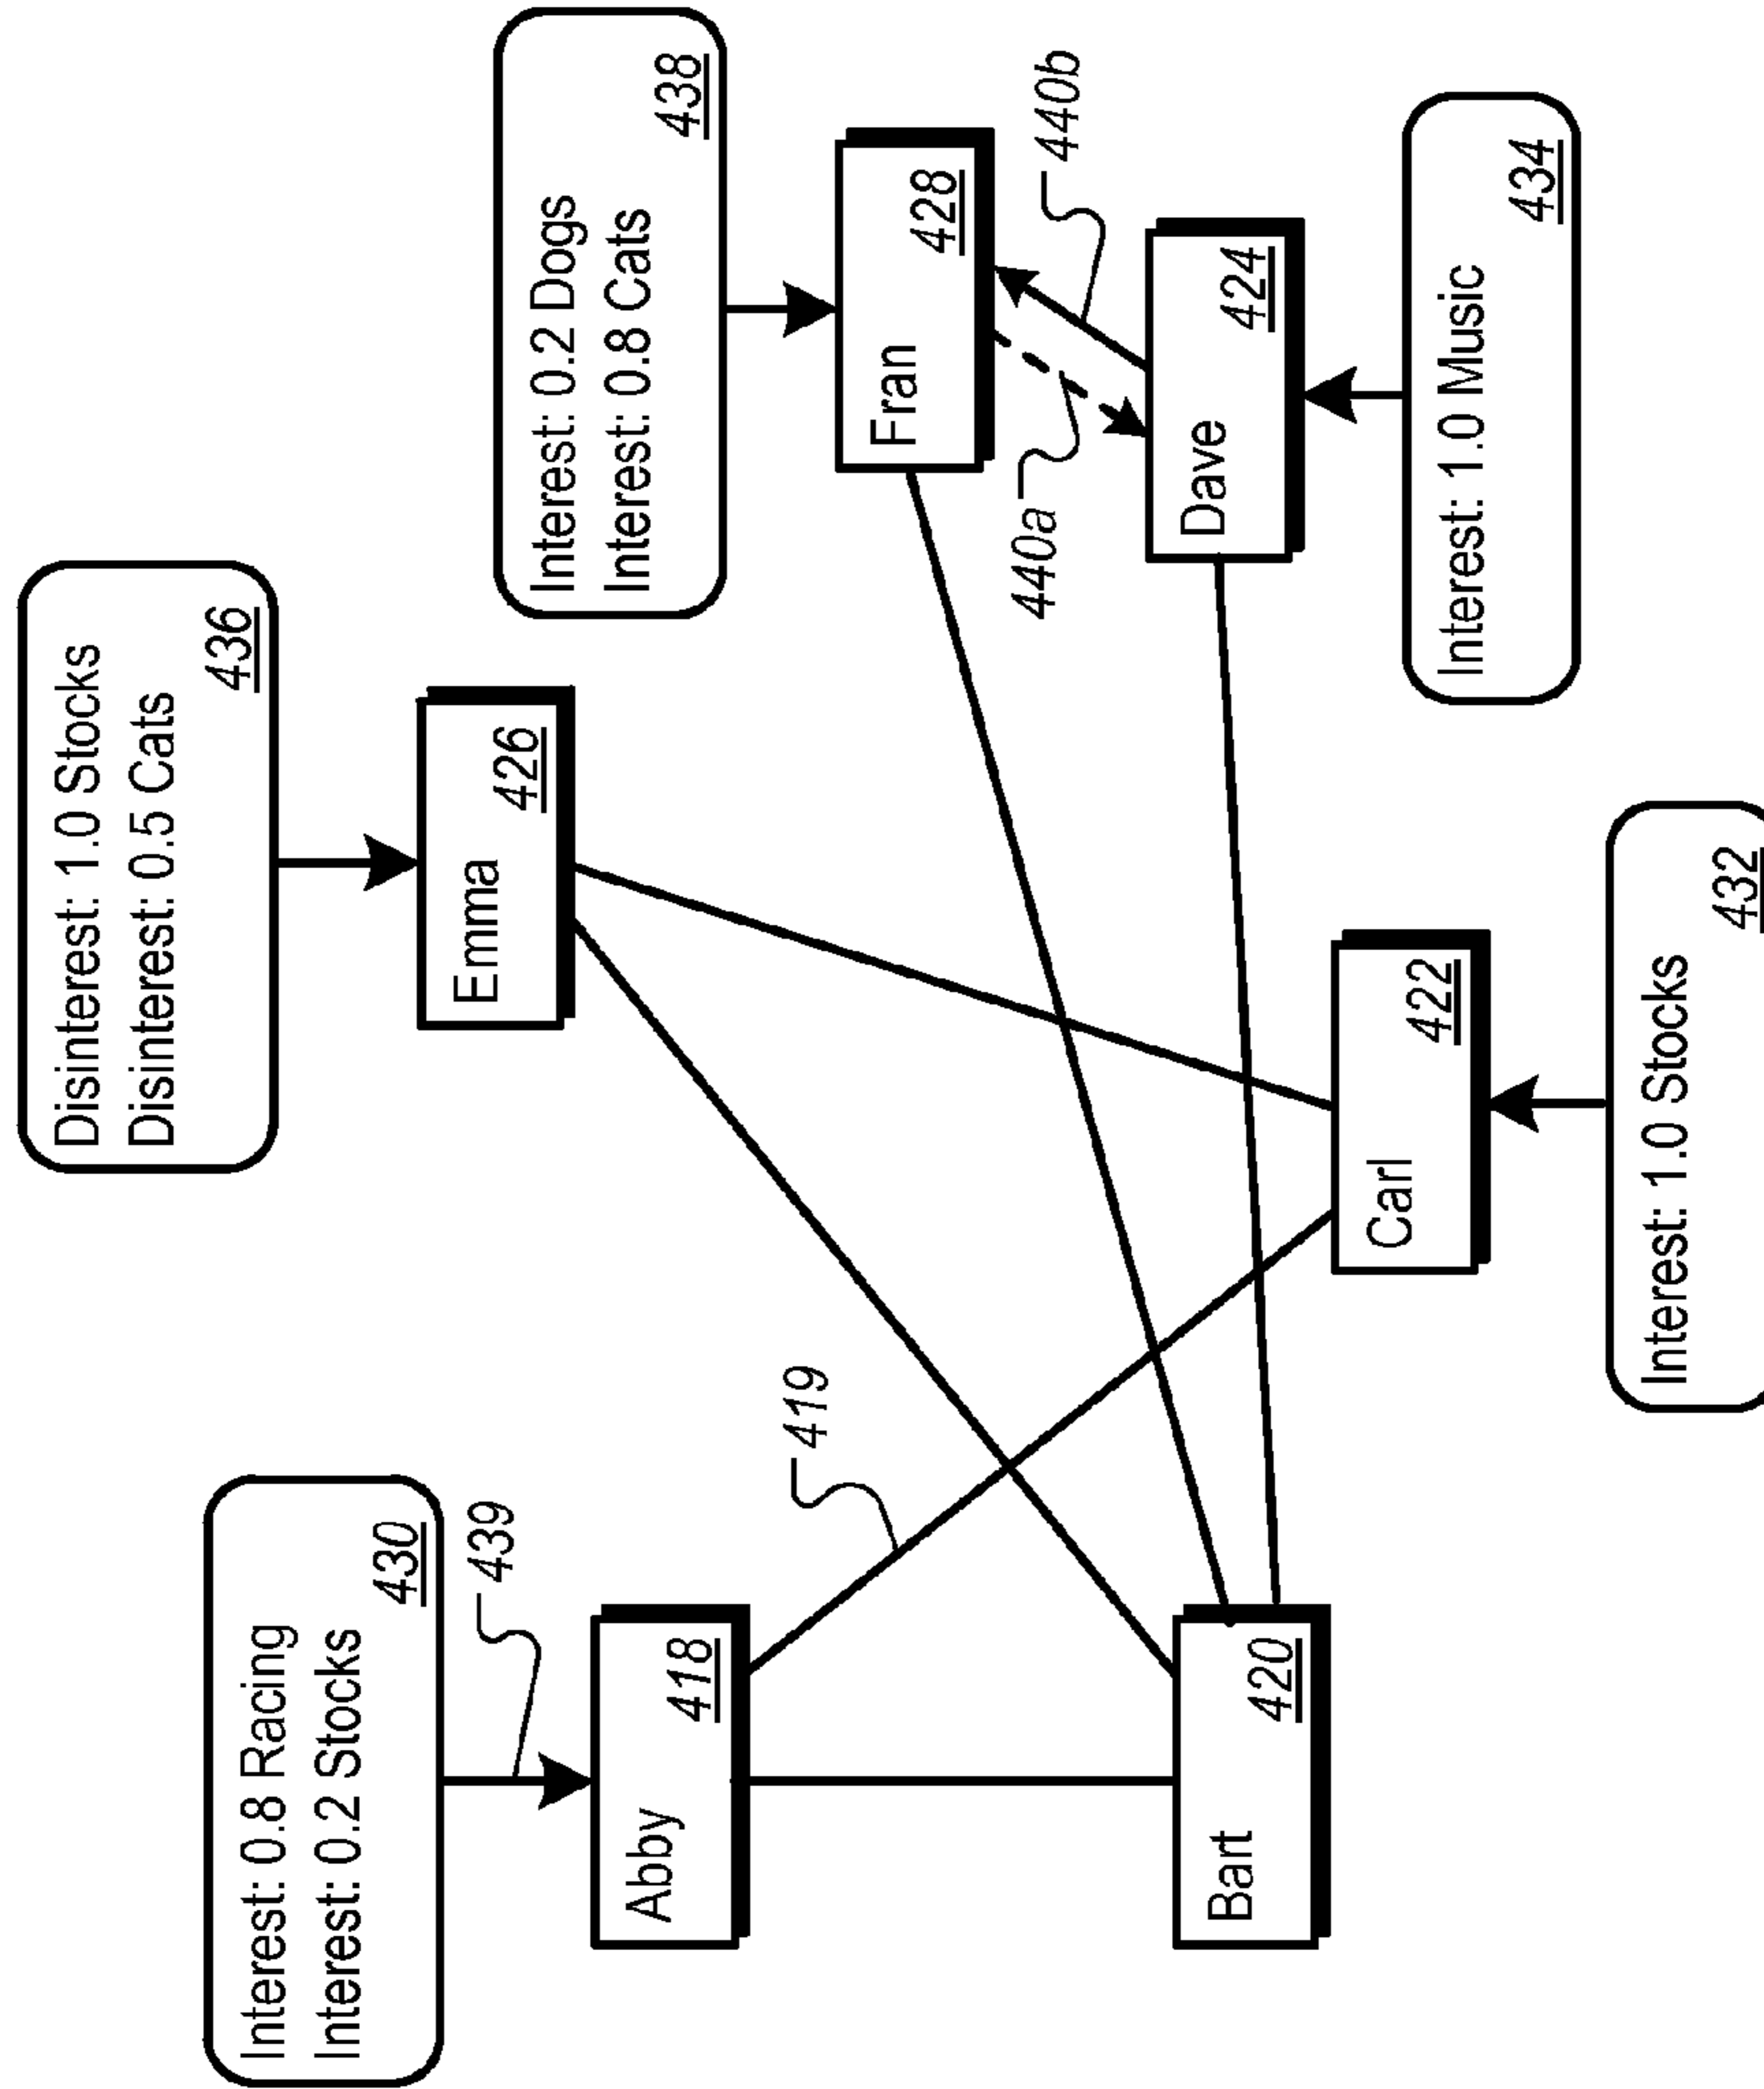 Disinterest: 1.0 Stocks
Disinterest: 0.5 Cats
436
Interest: 0.8 Racing
Interest: 0.2 Stocks
430
439
Interest: 0.2 Dogs
Interest: 0.8 Cats
438
Emma
426
Abby
418
419
Fran
428
440a
440b
Bart
420
Carl
422
Dave
424
Interest: 1.0 Stocks
432
Interest: 1.0 Music
434